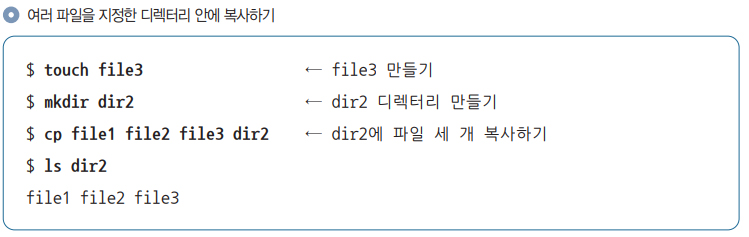 여러 파일을 지정한 디렉터리 안에 복사하기
$ touch file3 ← file3 만들기
$ mkdir dir2 ← dir2 디렉터리 만들기
$ cp file1 file2 file3 dir2 ← dir2에 파일 세 개 복사하기
$ ls dir2
file1 file2 file3